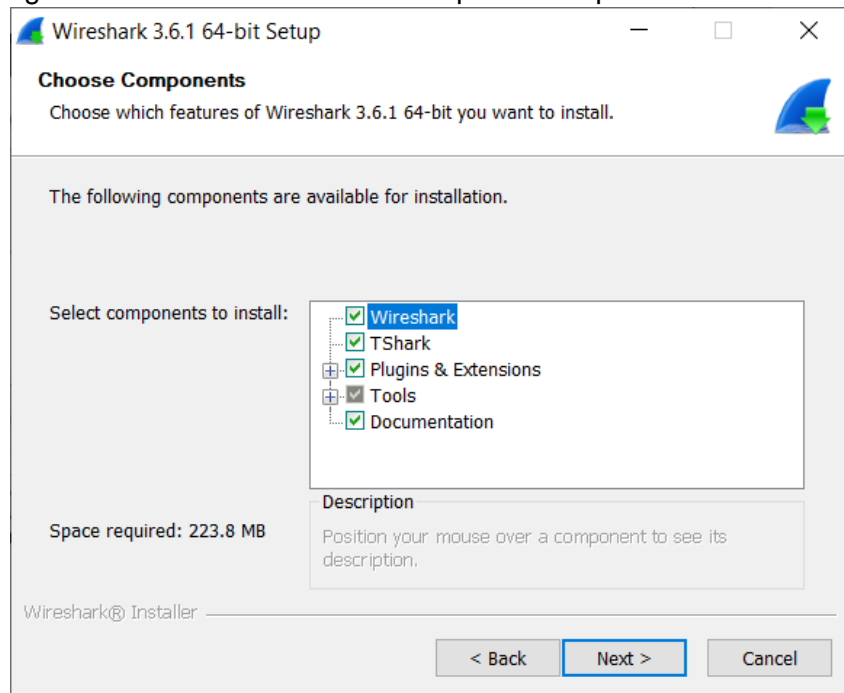 Wireshark 3.6.1 64-bit Setup
Choose Components
Choose which features of Wireshark 3.6.1 64-bit you want to install.
The following components are available for installation.
Select components to install:
Wireshark
TShark
Plugins & Extensions
Tools
Documentation
Space required: 223.8 MB
Description
Position your mouse over a component to see its
description.
Wireshark® Installer
< Back
Next >
Cancel